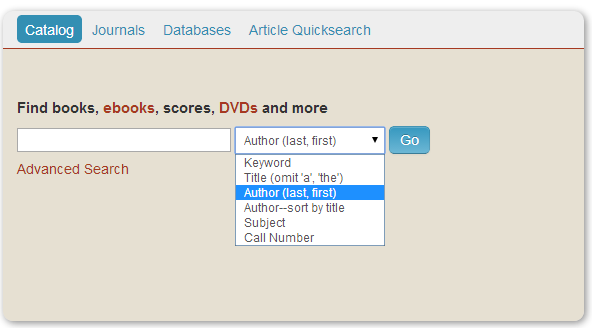 Catalog Journals Databases Article Quicksearch
Find books, ebooks, scores, DVDs and more
Author (last, first) Go
Advanced Search
Keyword
Title (omit 'a', 'the')
Author (last, first)
Author--sort by title
Subject
Call Number